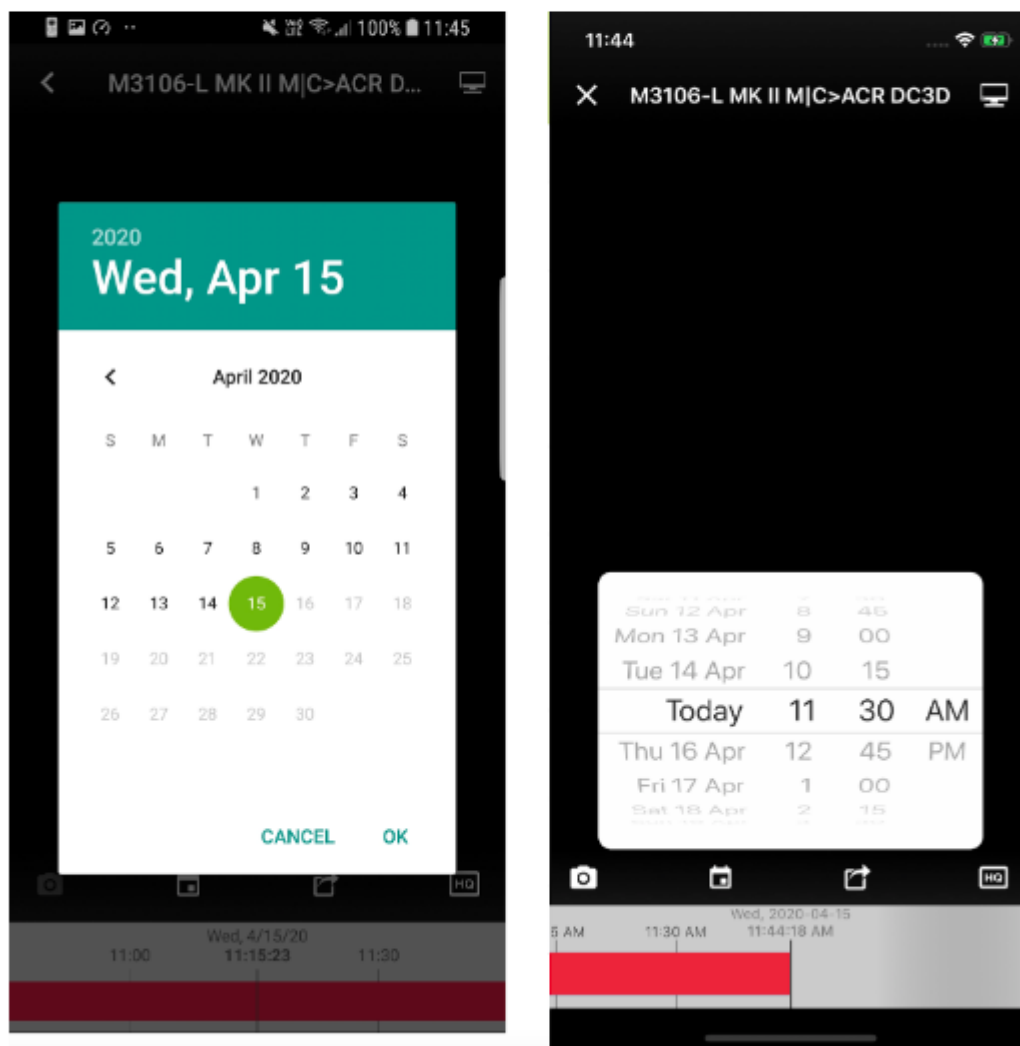 100% 11:45
M3106-L MK II M|C>ACR D...
2020
Wed, Apr 15
April 2020
S M T W T F S
1 2 3 4
5 6 7 8 9 10 11
12 13 14 15 16 17 18
19 20 21 22 23 24 25
26 27 28 29 30
CANCEL OK
HQ
Wed, 4/15/20
11:00 11:15:23 11:30
11:44
M3106-L MK II M|C>ACR DC3D
Sun 12 Apr 8 45
Mon 13 Apr 9 00
Tue 14 Apr 10 15
Today 11 30 AM
Thu 16 Apr 12 45 PM
Fri 17 Apr 1 00
Sat 18 Apr 2 15
HQ
Wed, 2020-04-15
AM 11:30 AM 11:44:18 AM